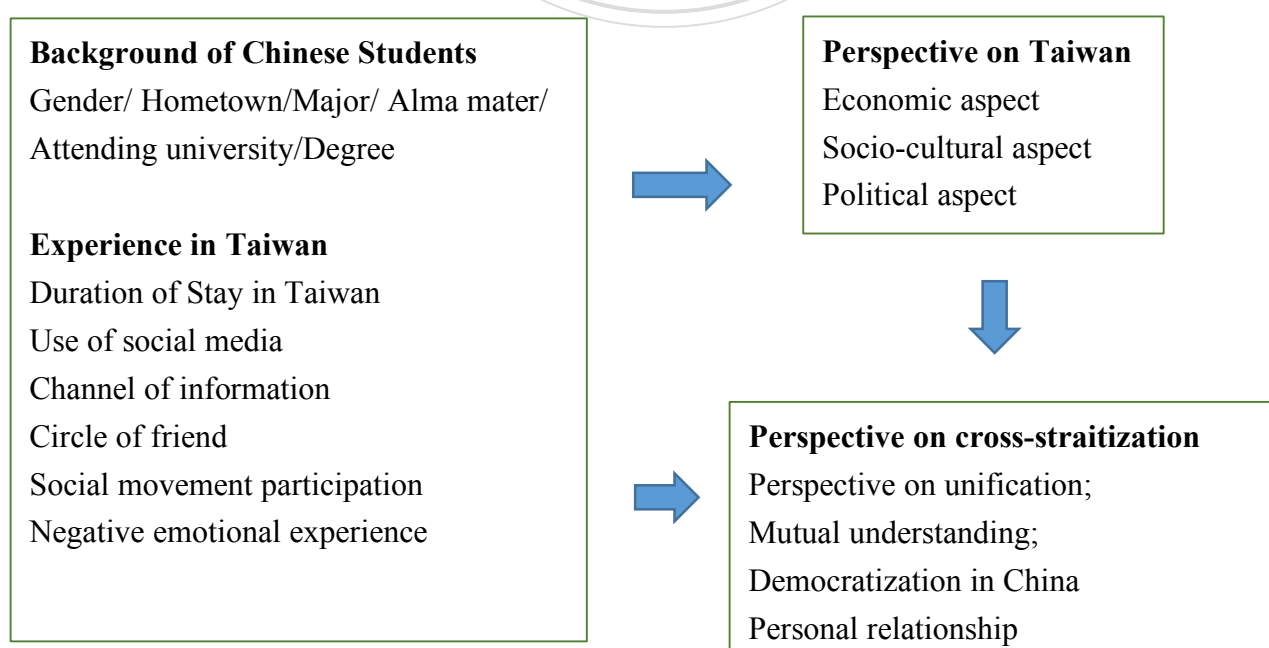 Background of Chinese Students
Gender/ Hometown/Major/ Alma mater/
Attending university/Degree
Experience in Taiwan
Duration of Stay in Taiwan
Use of social media
Channel of information
Circle of friend
Social movement participation
Negative emotional experience
Perspective on Taiwan
Economic aspect
Socio-cultural aspect
Political aspect
Perspective on cross-straitization
Perspective on unification;
Mutual understanding;
Democratization in China
Personal relationship